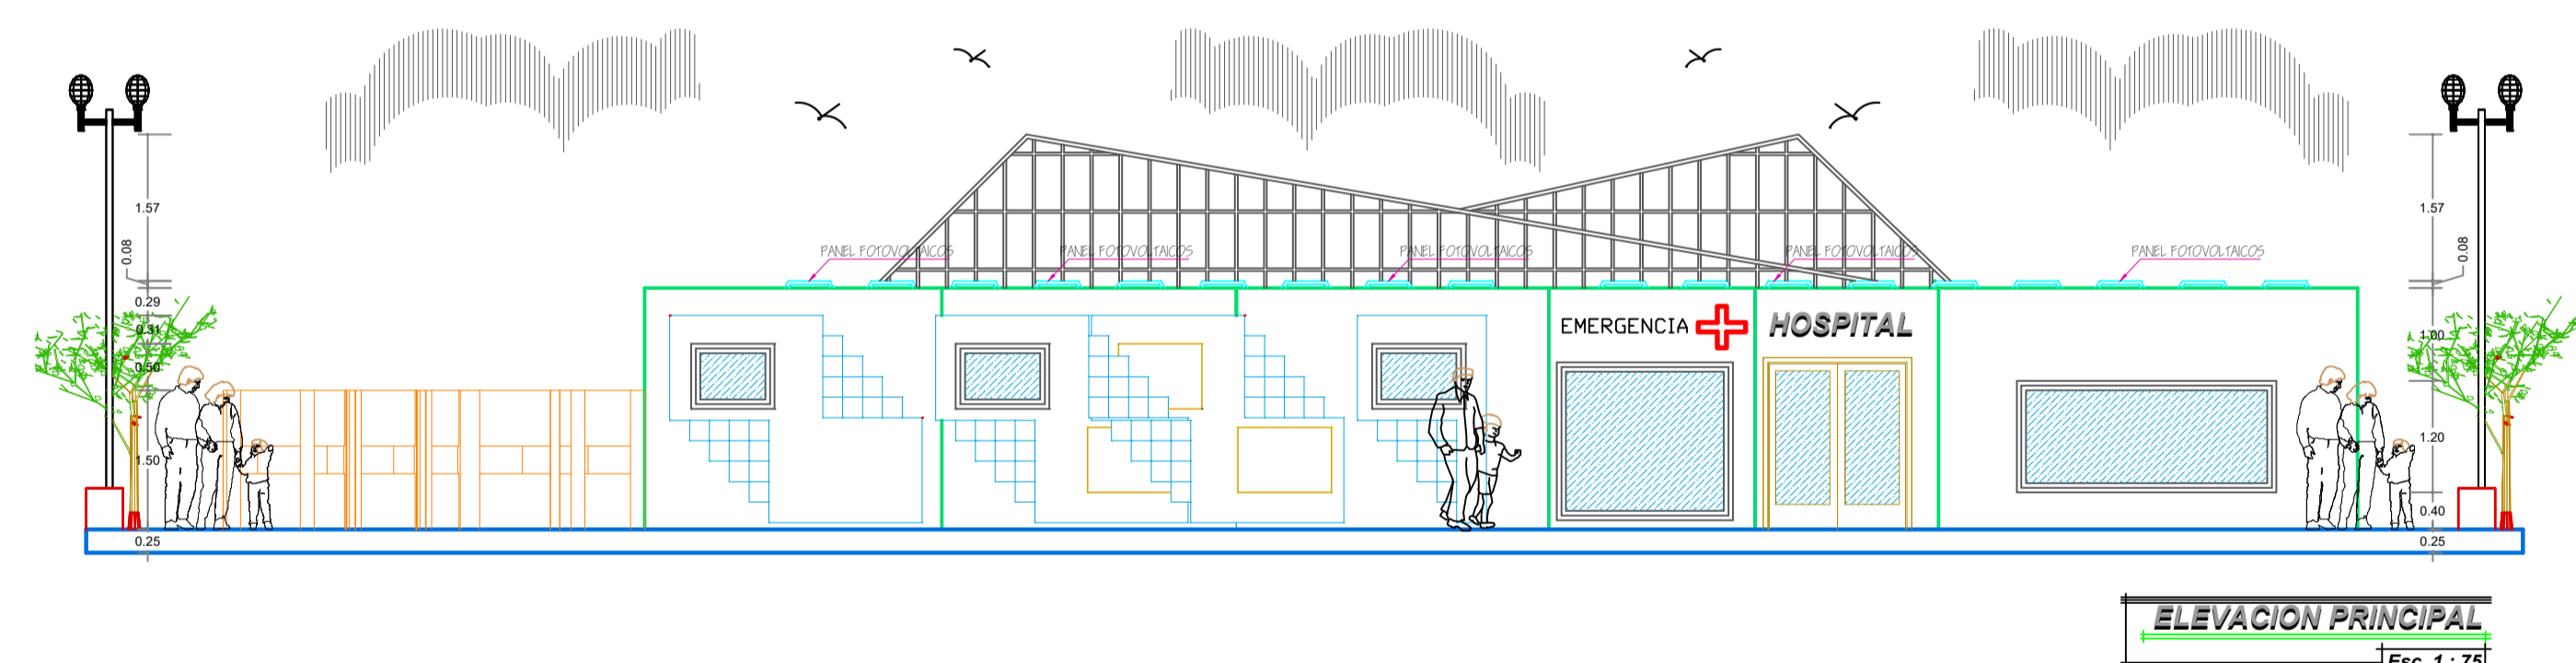 1.57
1.57
0.08
0.08
PANEL FOTOVOLTAICOS
PANEL FOTOVOLTAICOS
PANEL FOTOVOLTAICOS
PANEL FOTOVOLTAICOS
PANEL FOTOVOLTAICOS
0.29
0.31
EMERGENCIA
HOSPITAL
1.00
0.50
1.50
1.20
0.40
0.25
0.25
ELEVACION PRINCIPAL
Esc. 1 : 75